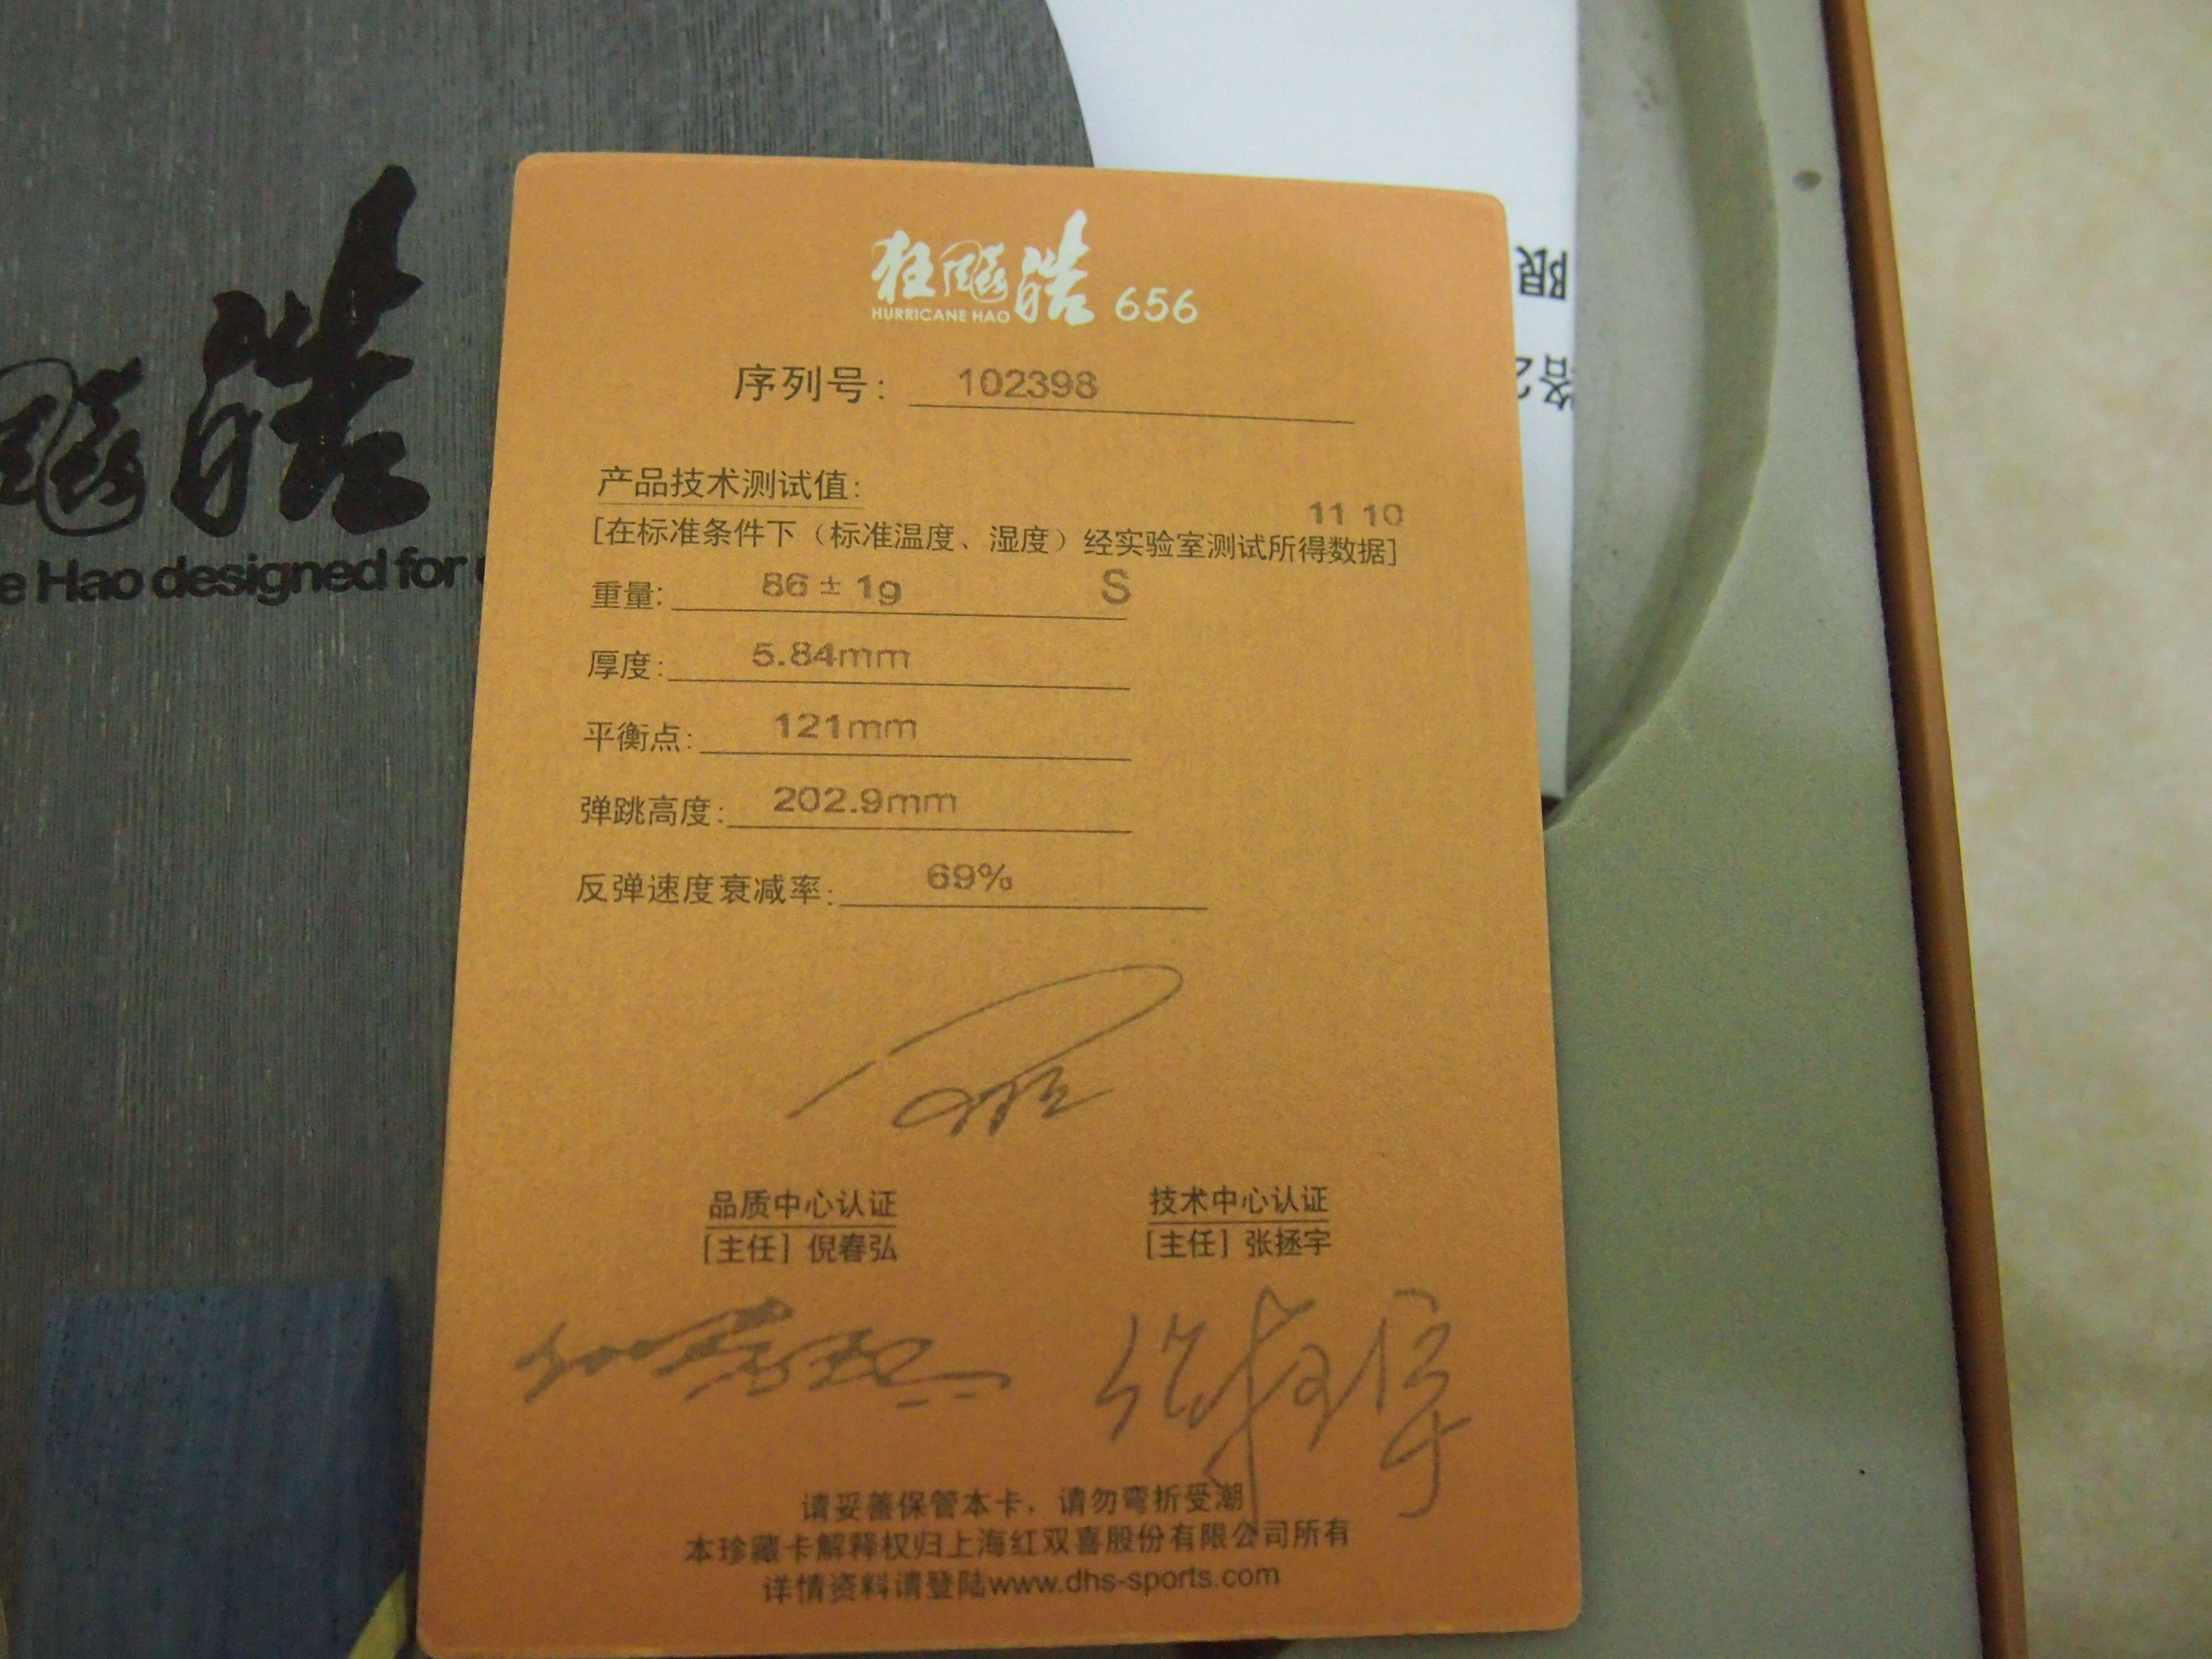 狂飚皓 656
HURRICANE HAO
序列号: 102398
产品技术测试值:
11 10
[在标准条件下（标准温度、湿度）经实验室测试所得数据]
重量: 86 ± 1g S
厚度: 5.84mm
平衡点: 121mm
弹跳高度: 202.9mm
反弹速度衰减率: 69%
品质中心认证 技术中心认证
[主任] 倪春弘 [主任] 张拯宇
请妥善保管本卡，请勿弯折受潮
本珍藏卡解释权归上海红双喜股份有限公司所有
详情资料请登陆www.dhs-sports.com
飚皓
e Hao designed for
限